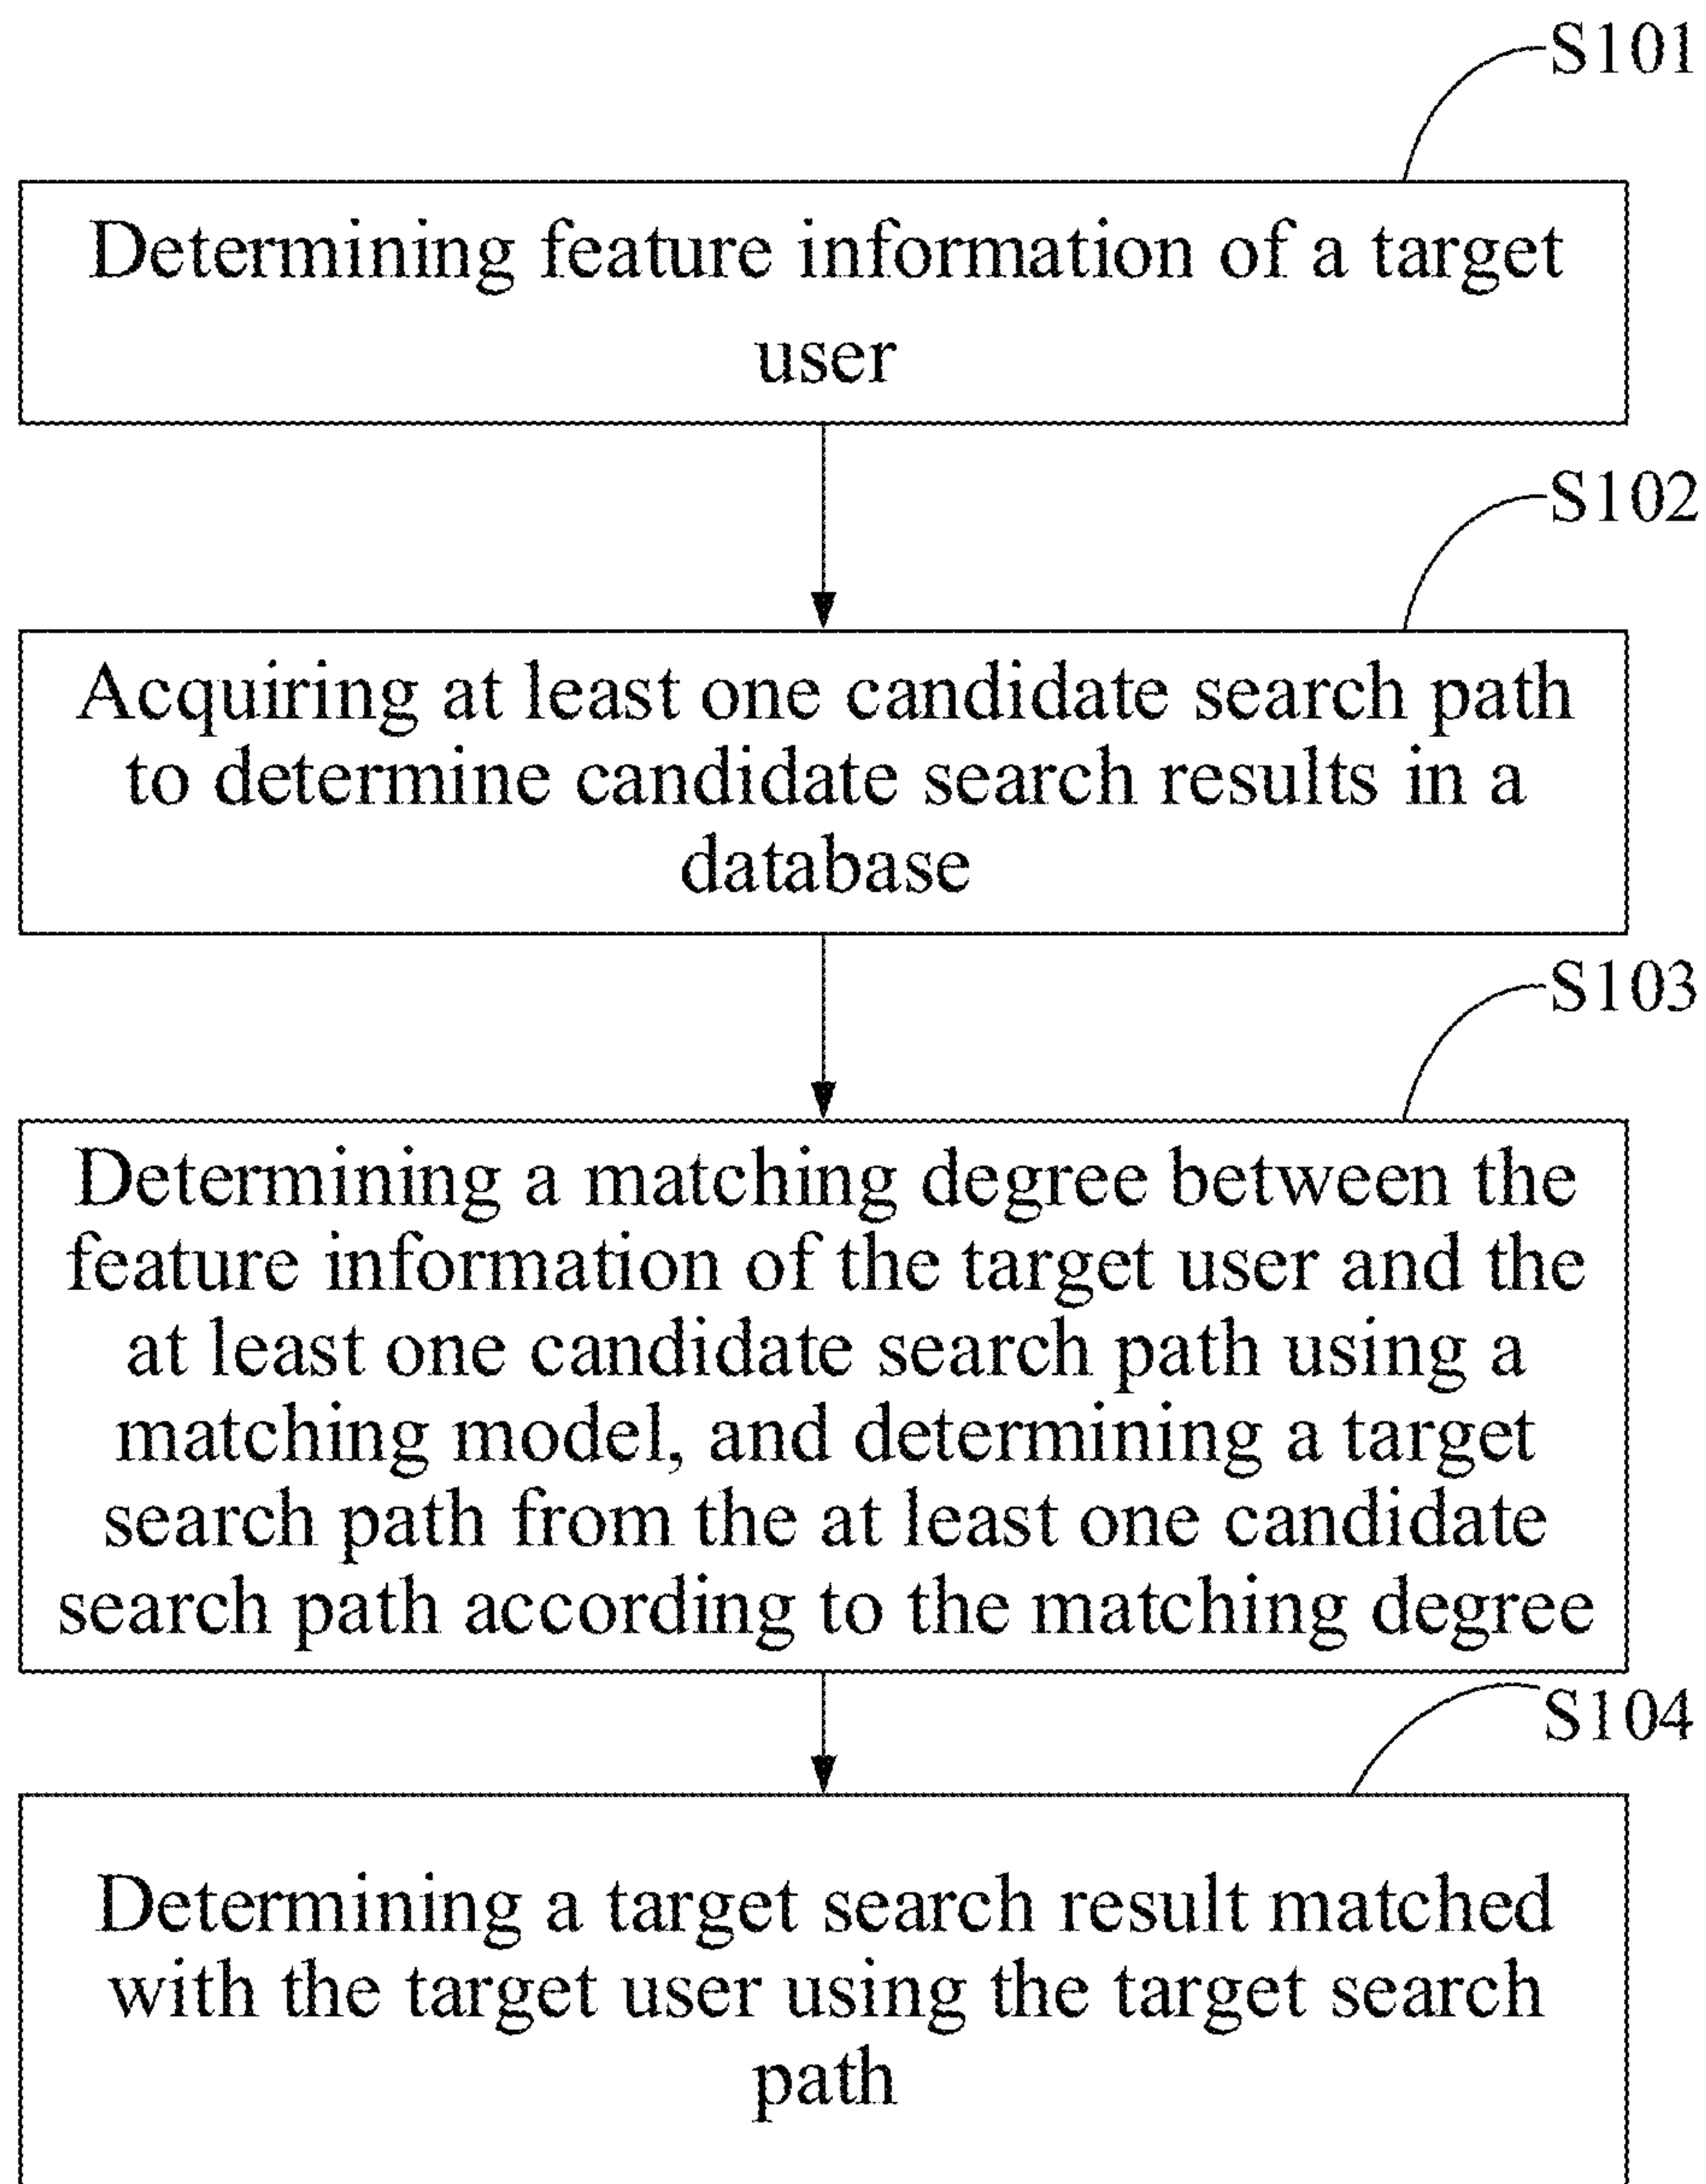 S101
Determining feature information of a target
user
S102
Acquiring at least one candidate search path
to determine candidate search results in a
database
S103
Determining a matching degree between the
feature information of the target user and the
at least one candidate search path using a
matching model, and determining a target
search path from the at least one candidate
search path according to the matching degree
S104
Determining a target search result matched
with the target user using the target search
path